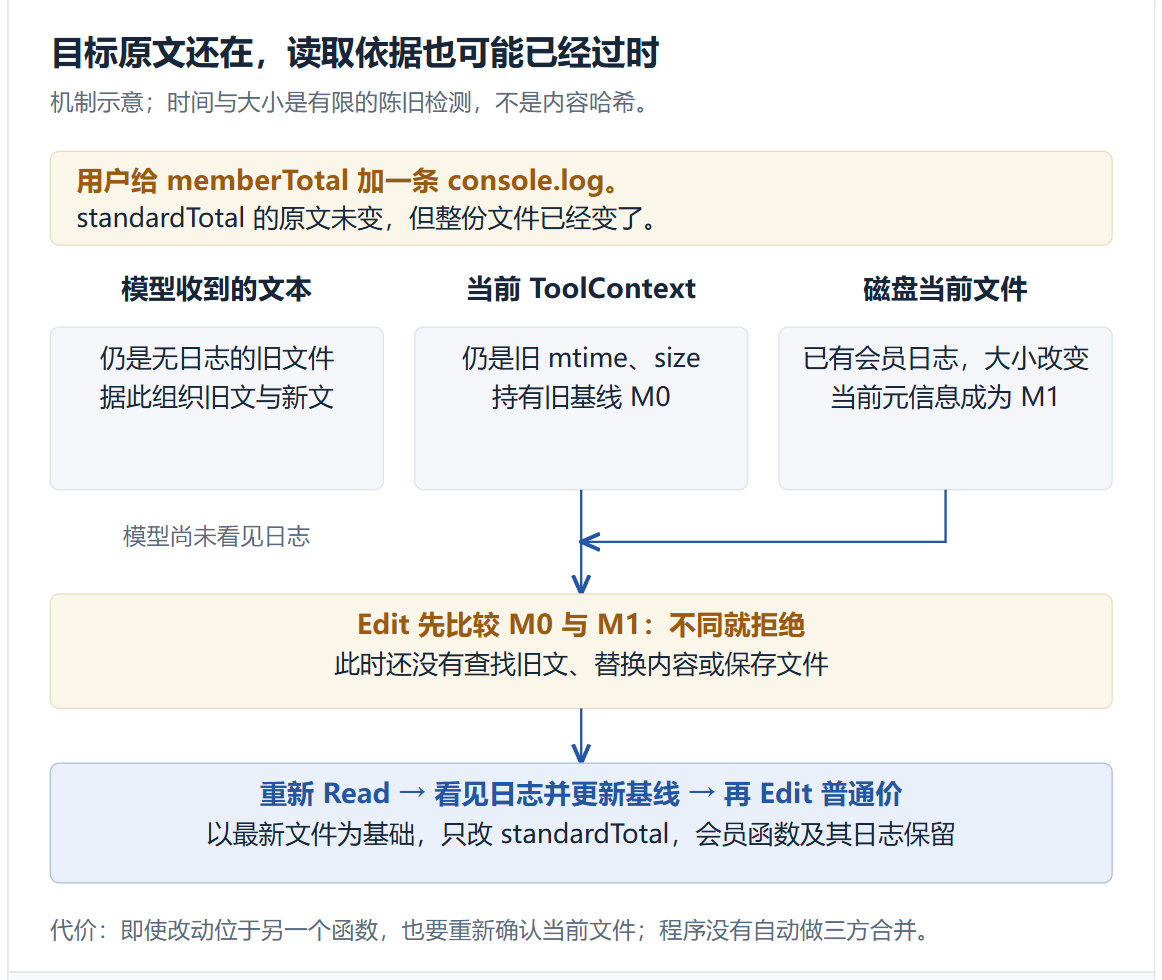 目标原文还在，读取依据也可能已经过时
机制示意；时间与大小是有限的陈旧检测，不是内容哈希。
用户给 memberTotal 加一条 console.log。
standardTotal 的原文未变，但整份文件已经变了。
模型收到的文本
仍是无日志的旧文件
据此组织旧文与新文
模型尚未看见日志
当前 ToolContext
仍是旧 mtime、size
持有旧基线 M0
磁盘当前文件
已有会员日志，大小改变
当前元信息成为 M1
Edit 先比较 M0 与 M1：不同就拒绝
此时还没有查找旧文、替换内容或保存文件
重新 Read → 看见日志并更新基线 → 再 Edit 普通价
以最新文件为基础，只改 standardTotal，会员函数及其日志保留
代价：即使改动位于另一个函数，也要重新确认当前文件；程序没有自动做三方合并。